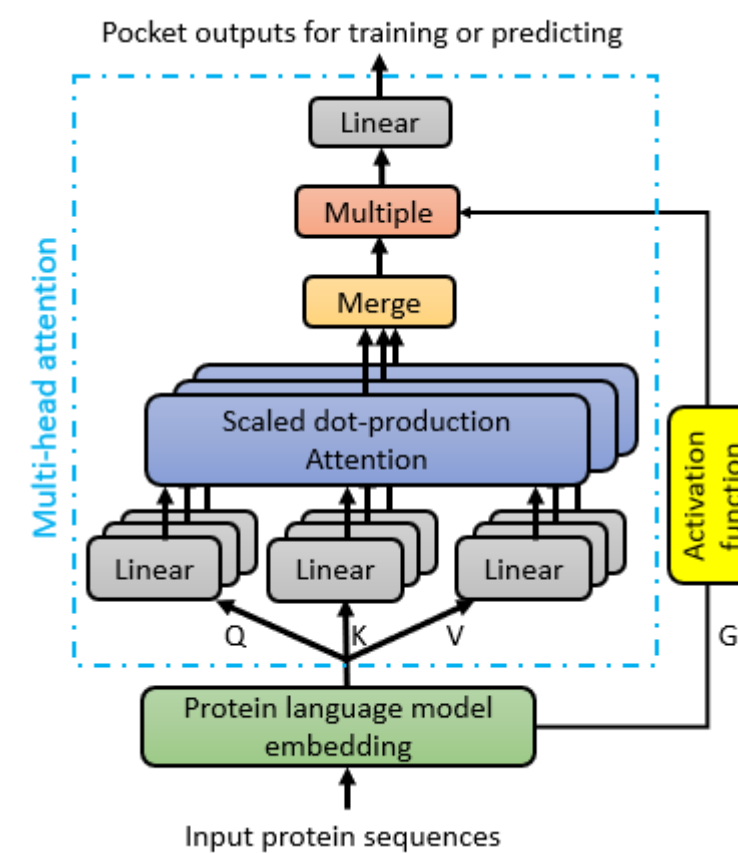 Pocket outputs for training or predicting
Linear
Multiple
Merge
Multi-head attention
Scaled dot-production
Attention
Activation
function
Linear
Linear
Linear
Q
K
V
G
Protein language model
embedding
Input protein sequences